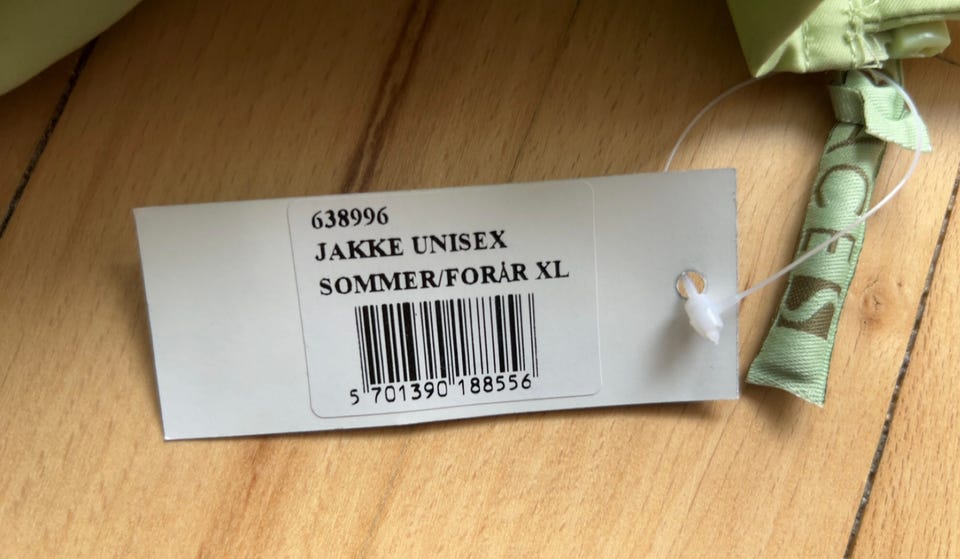 638996
JAKKE UNISEX
SOMMER/FORÅR XL
5 701390 188556